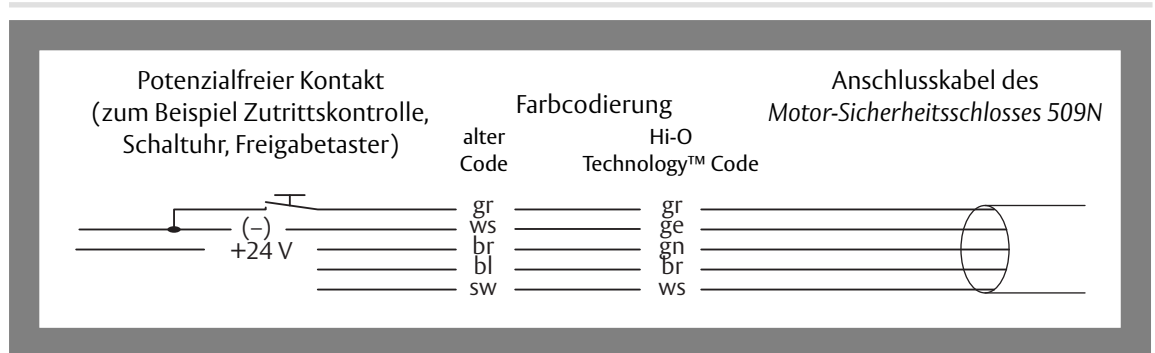 Potenzialfreier Kontakt
(zum Beispiel Zutrittskontrolle,
Schaltuhr, Freigabetaster)
Farbcodierung
alter
Code
Hi-O
Technology™ Code
Anschlusskabel des
Motor-Sicherheitsschlosses 509N
gr gr
(–) ws ge
+24 V br gn
bl br
sw ws